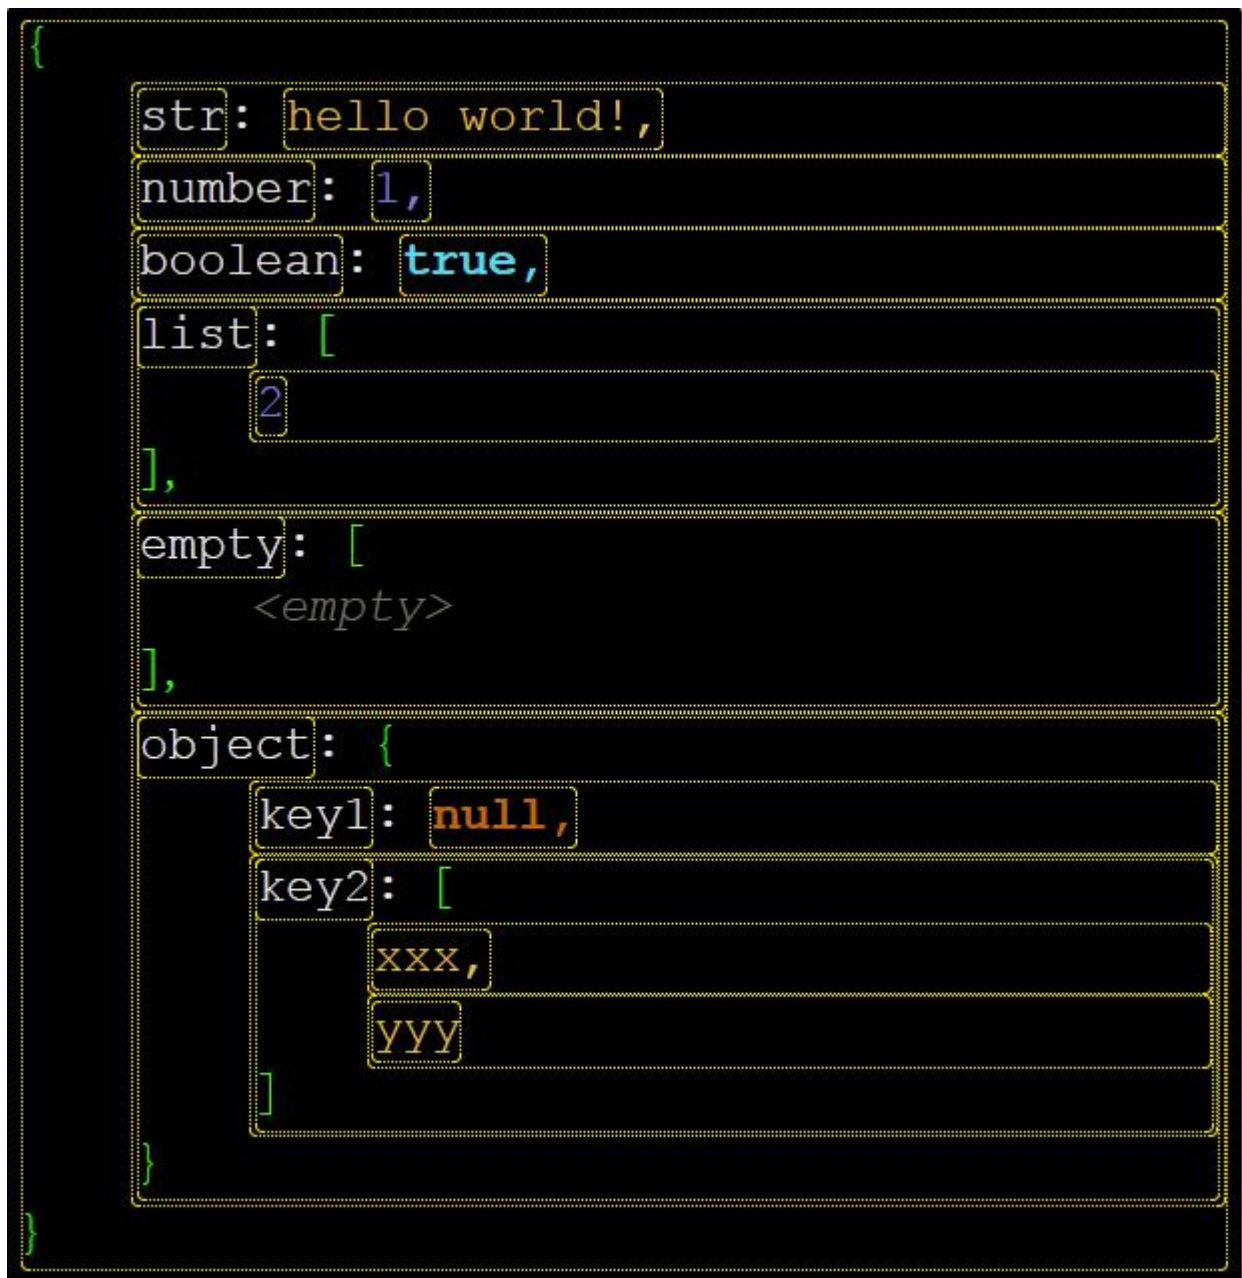 {
str: hello world!,
number: 1,
boolean: true,
list: [
2
],
empty: [
<empty>
],
object: {
key1: null,
key2: [
xxx,
yyy
]
}
}